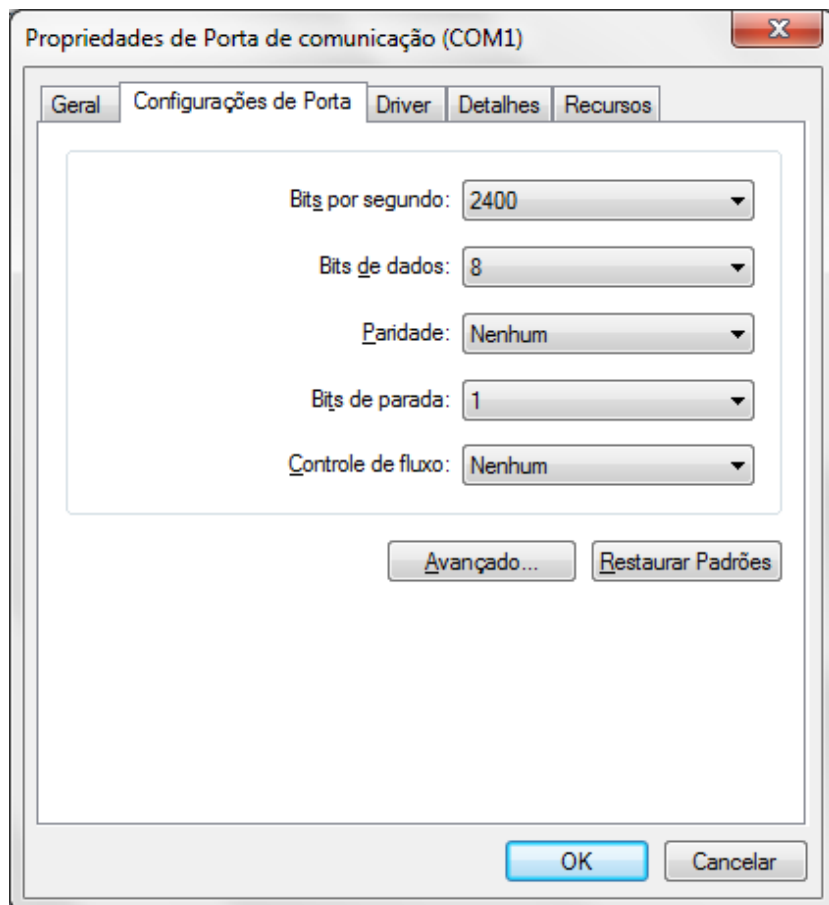 Propriedades de Porta de comunicação (COM1)
Geral Configurações de Porta Driver Detalhes Recursos
Bits por segundo: 2400
Bits de dados: 8
Paridade: Nenhum
Bits de parada: 1
Controle de fluxo: Nenhum
Avançado... Restaurar Padrões
OK Cancelar